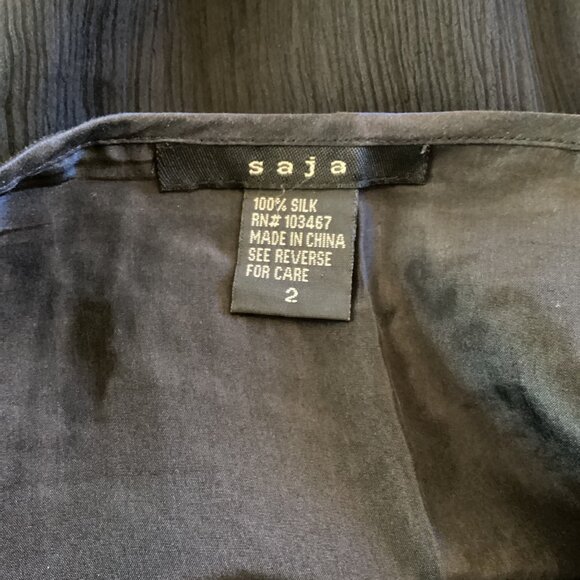 saja
100% SILK
RN# 103467
MADE IN CHINA
SEE REVERSE
FOR CARE
2